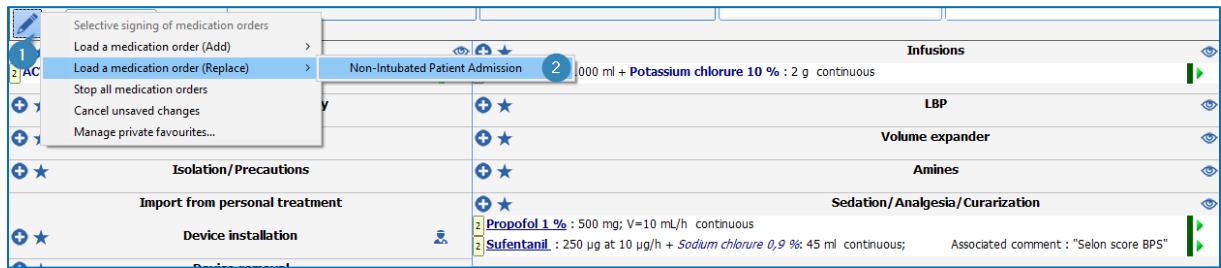 Selective signing of medication orders
1
Load a medication order (Add)
Infusions
2 AC
Load a medication order (Replace)
Non-Intubated Patient Admission
2
000 ml + Potassium chlorure 10 % : 2 g continuous
Stop all medication orders
Cancel unsaved changes
y
LBP
Manage private favourites...
Volume expander
Isolation/Precautions
Amines
Import from personal treatment
Sedation/Analgesia/Curarization
2 Propofol 1 % : 500 mg; V=10 mL/h continuous
Device installation
2 Sufentanil : 250 µg at 10 µg/h + Sodium chlorure 0,9 %: 45 ml continuous; Associated comment : "Selon score BPS"
Device removal